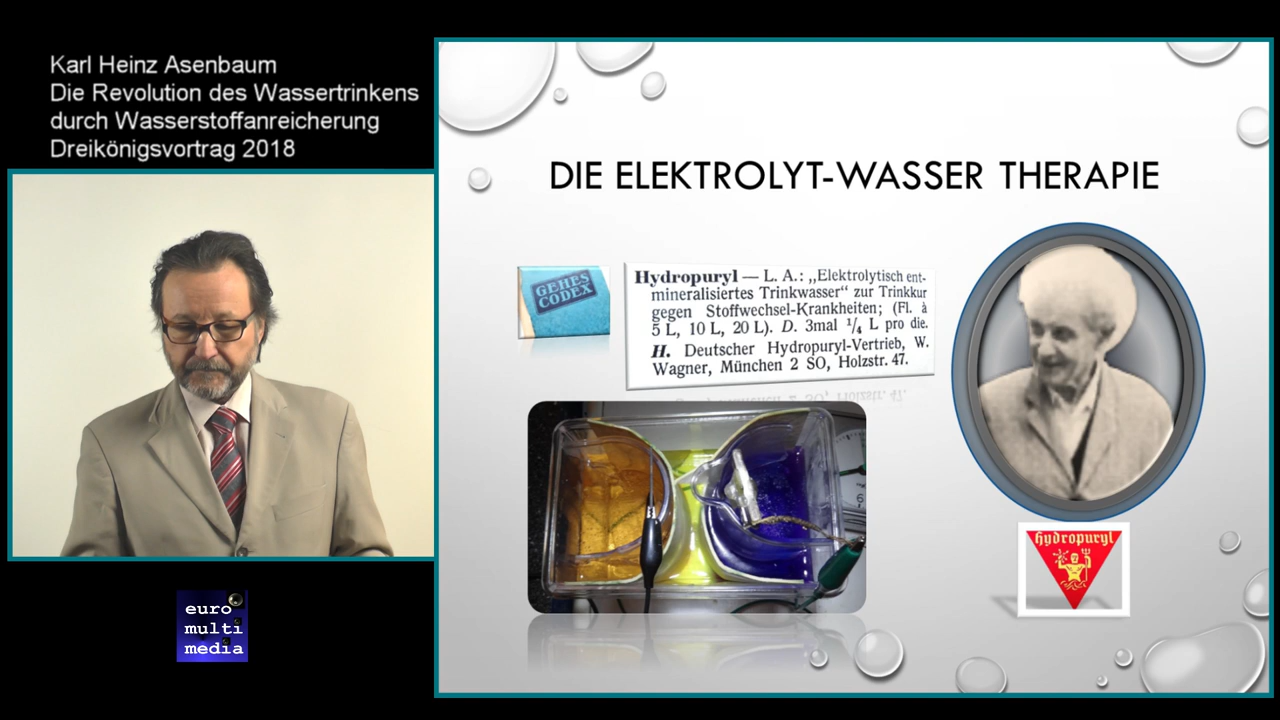 Karl Heinz Asenbaum
Die Revolution des Wassertrinkens
durch Wasserstoffanreicherung
Dreikönigsvortrag 2018
DIE ELEKTROLYT-WASSER THERAPIE
GEHES
CODEX
Hydropuryl — L. A.: „Elektrolytisch ent-
mineralisiertes Trinkwasser“ zur Trinkkur
gegen Stoffwechsel-Krankheiten; (Fl. à
5 L, 10 L, 20 L). D. 3mal 1/4 L pro die.
H. Deutscher Hydropuryl-Vertrieb, W.
Wagner, München 2 SO, Holzstr. 47.
hydropuryl
euro
multi
media